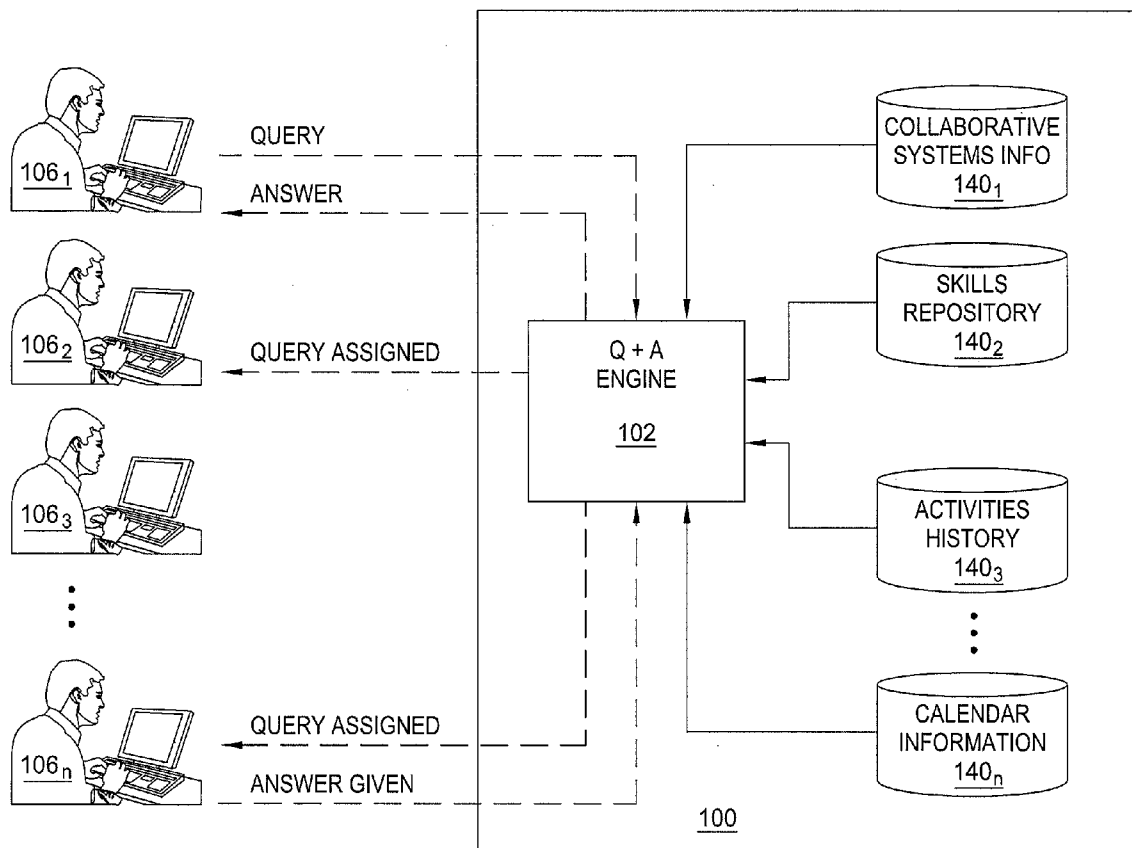 QUERY
ANSWER
106₁
QUERY ASSIGNED
106₂
106₃
QUERY ASSIGNED
106ₙ
ANSWER GIVEN
Q + A
ENGINE
102
COLLABORATIVE
SYSTEMS INFO
140₁
SKILLS
REPOSITORY
140₂
ACTIVITIES
HISTORY
140₃
CALENDAR
INFORMATION
140ₙ
100